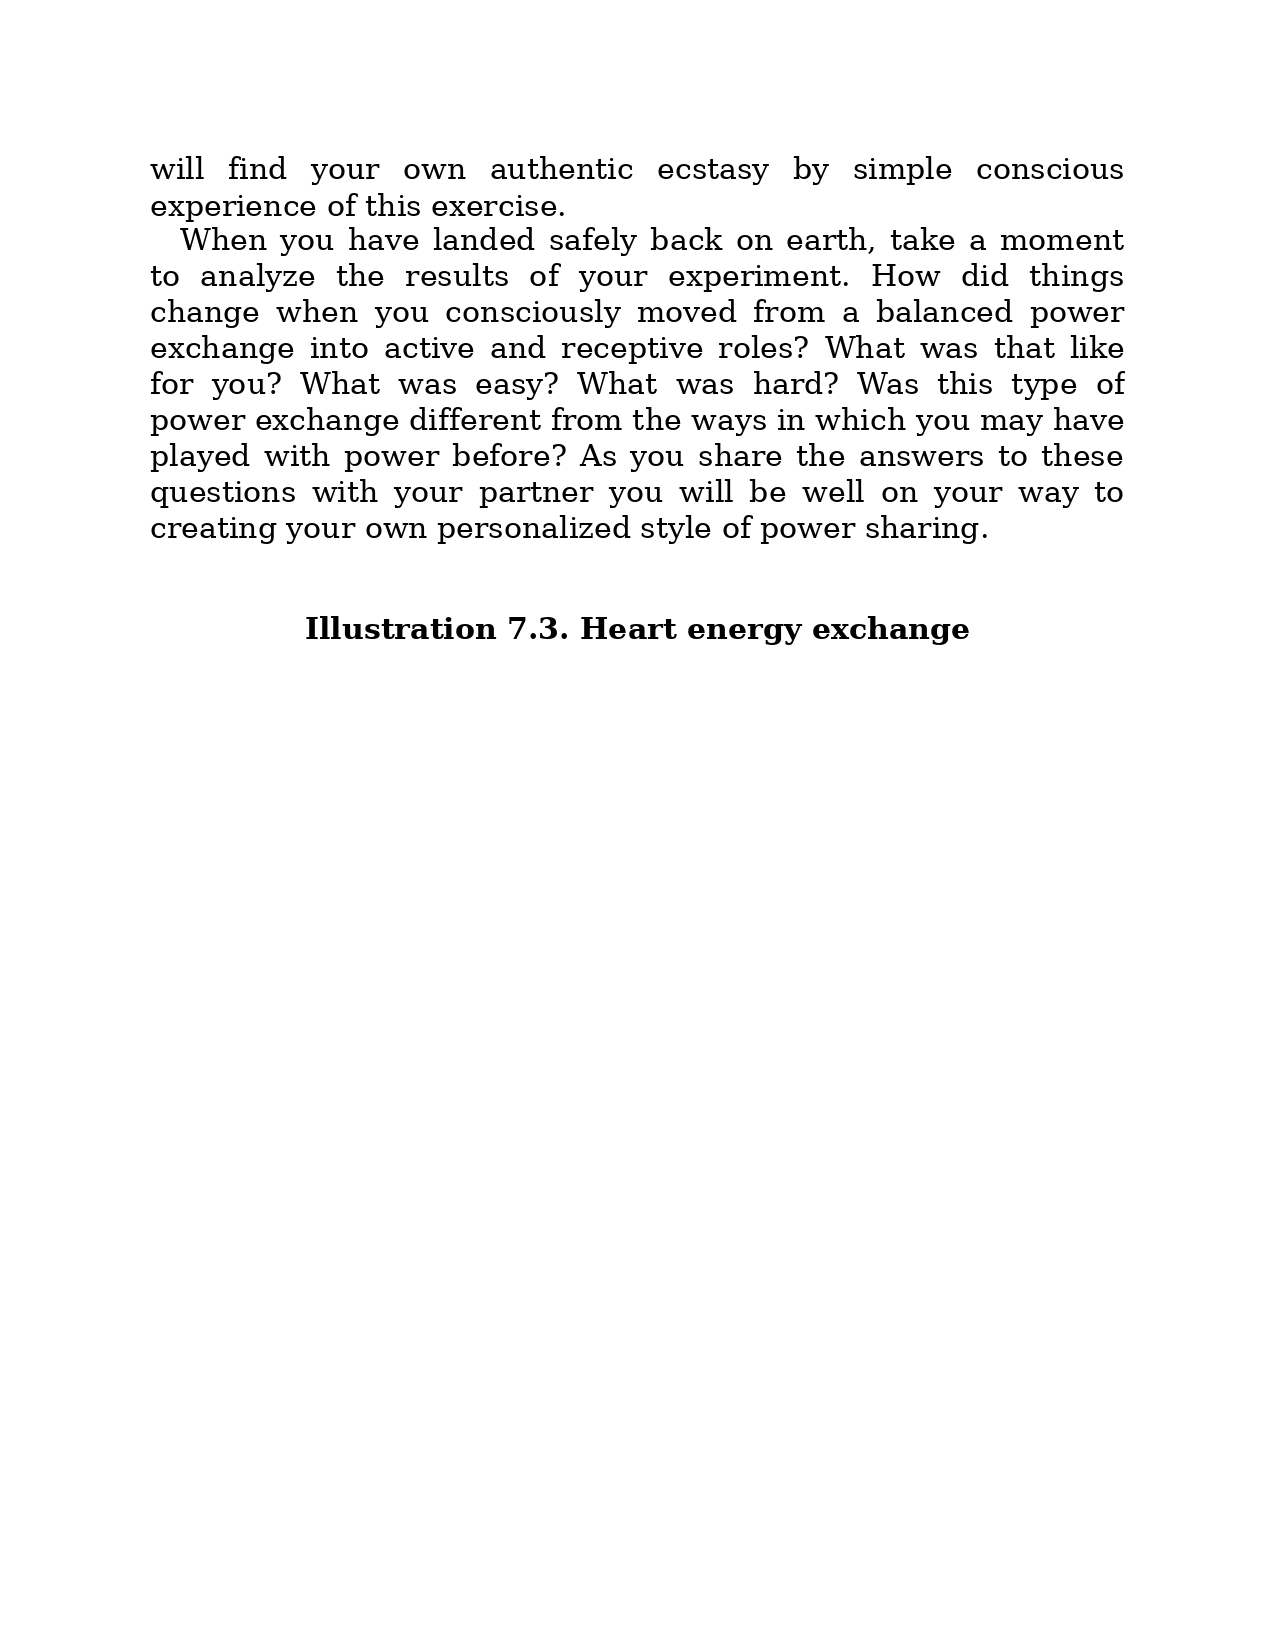 will find your own authentic ecstasy by simple conscious
experience of this exercise.
When you have landed safely back on earth, take a moment
to analyze the results of your experiment. How did things
change when you consciously moved from a balanced power
exchange into active and receptive roles? What was that like
for you? What was easy? What was hard? Was this type of
power exchange different from the ways in which you may have
played with power before? As you share the answers to these
questions with your partner you will be well on your way to
creating your own personalized style of power sharing.
Illustration 7.3. Heart energy exchange